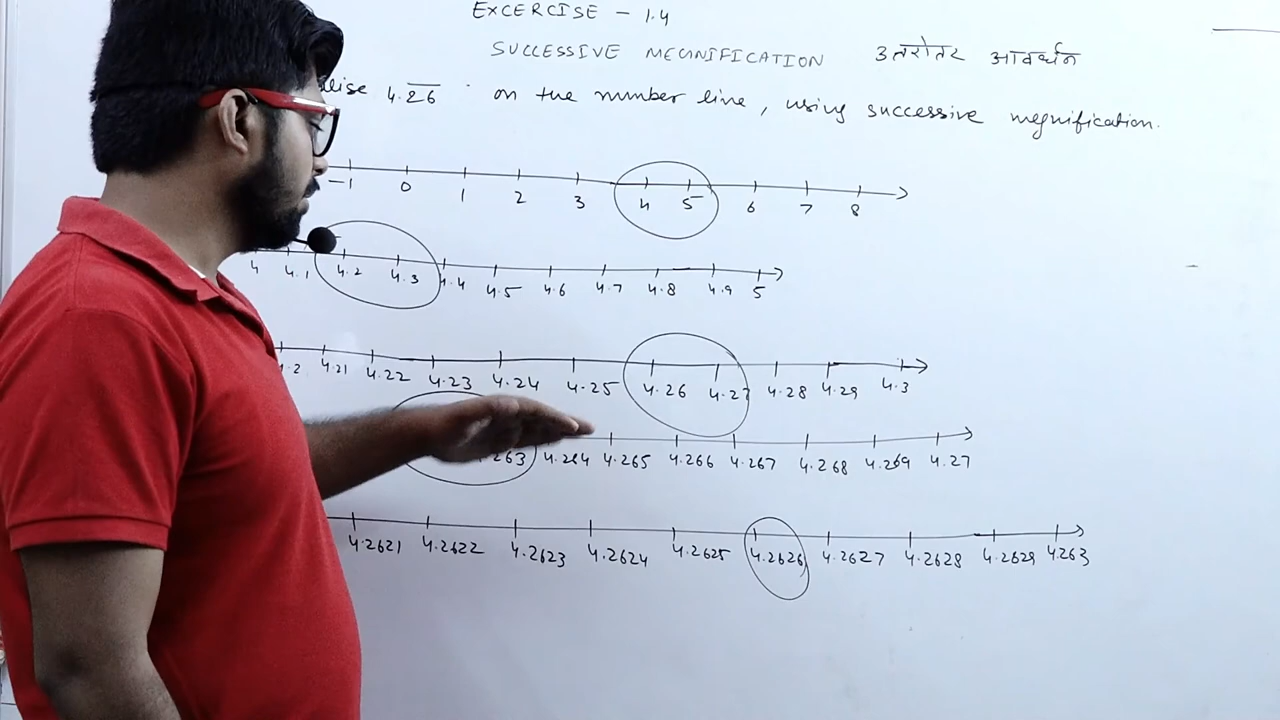 EXCERCISE - 1.4
SUCCESSIVE MEGNIFICATION उतरोतर आवर्धन
alise 4.2̅6̅ on the number line, using successive megnification.
-1 0 1 2 3 4 5 6 7 8
4 4.1 4.2 4.3 4.4 4.5 4.6 4.7 4.8 4.9 5
.2 4.21 4.22 4.23 4.24 4.25 4.26 4.27 4.28 4.29 4.3
263 4.264 4.265 4.266 4.267 4.268 4.269 4.27
4.2621 4.2622 4.2623 4.2624 4.2625 4.2626 4.2627 4.2628 4.2629 4.263